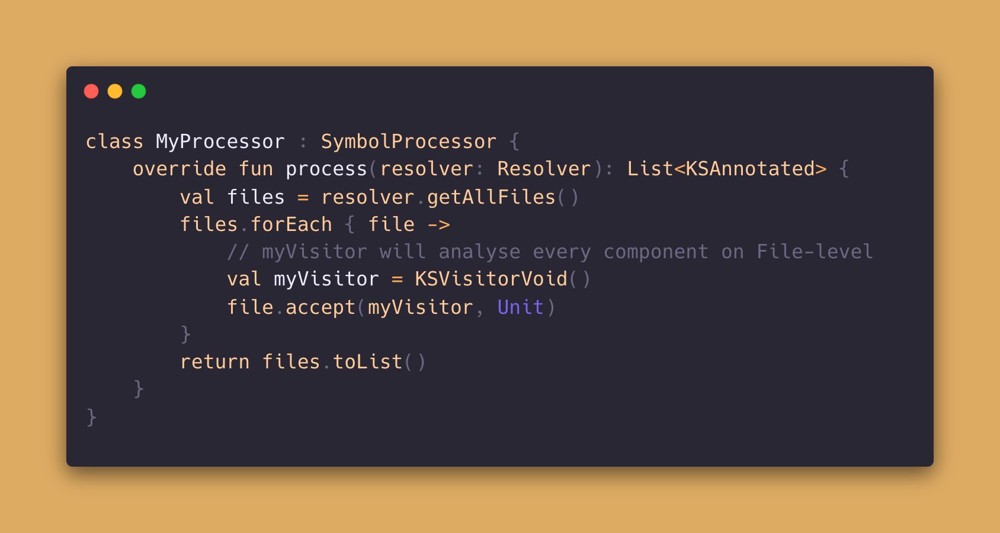 class MyProcessor : SymbolProcessor {
    override fun process(resolver: Resolver): List<KSAnnotated> {
        val files = resolver.getAllFiles()
        files.forEach { file ->
            // myVisitor will analyse every component on File-level
            val myVisitor = KSVisitorVoid()
            file.accept(myVisitor, Unit)
        }
        return files.toList()
    }
}